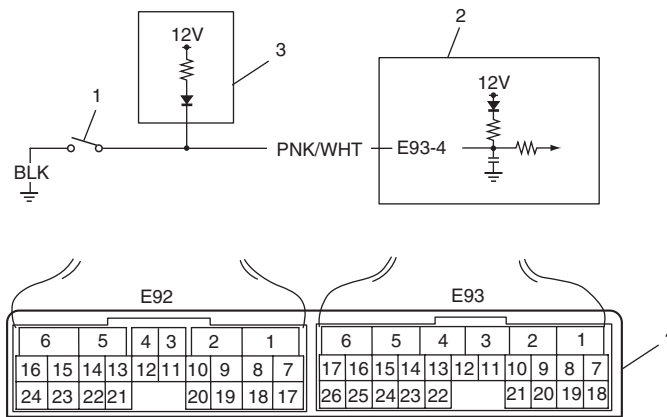 12V
3
2
12V
1
PNK/WHT
E93-4
BLK
E92
E93
6 5 4 3 2 1
6 5 4 3 2 1
16 15 14 13 12 11 10 9 8 7
17 16 15 14 13 12 11 10 9 8 7
24 23 22 21 20 19 18 17
26 25 24 23 22 21 20 19 18